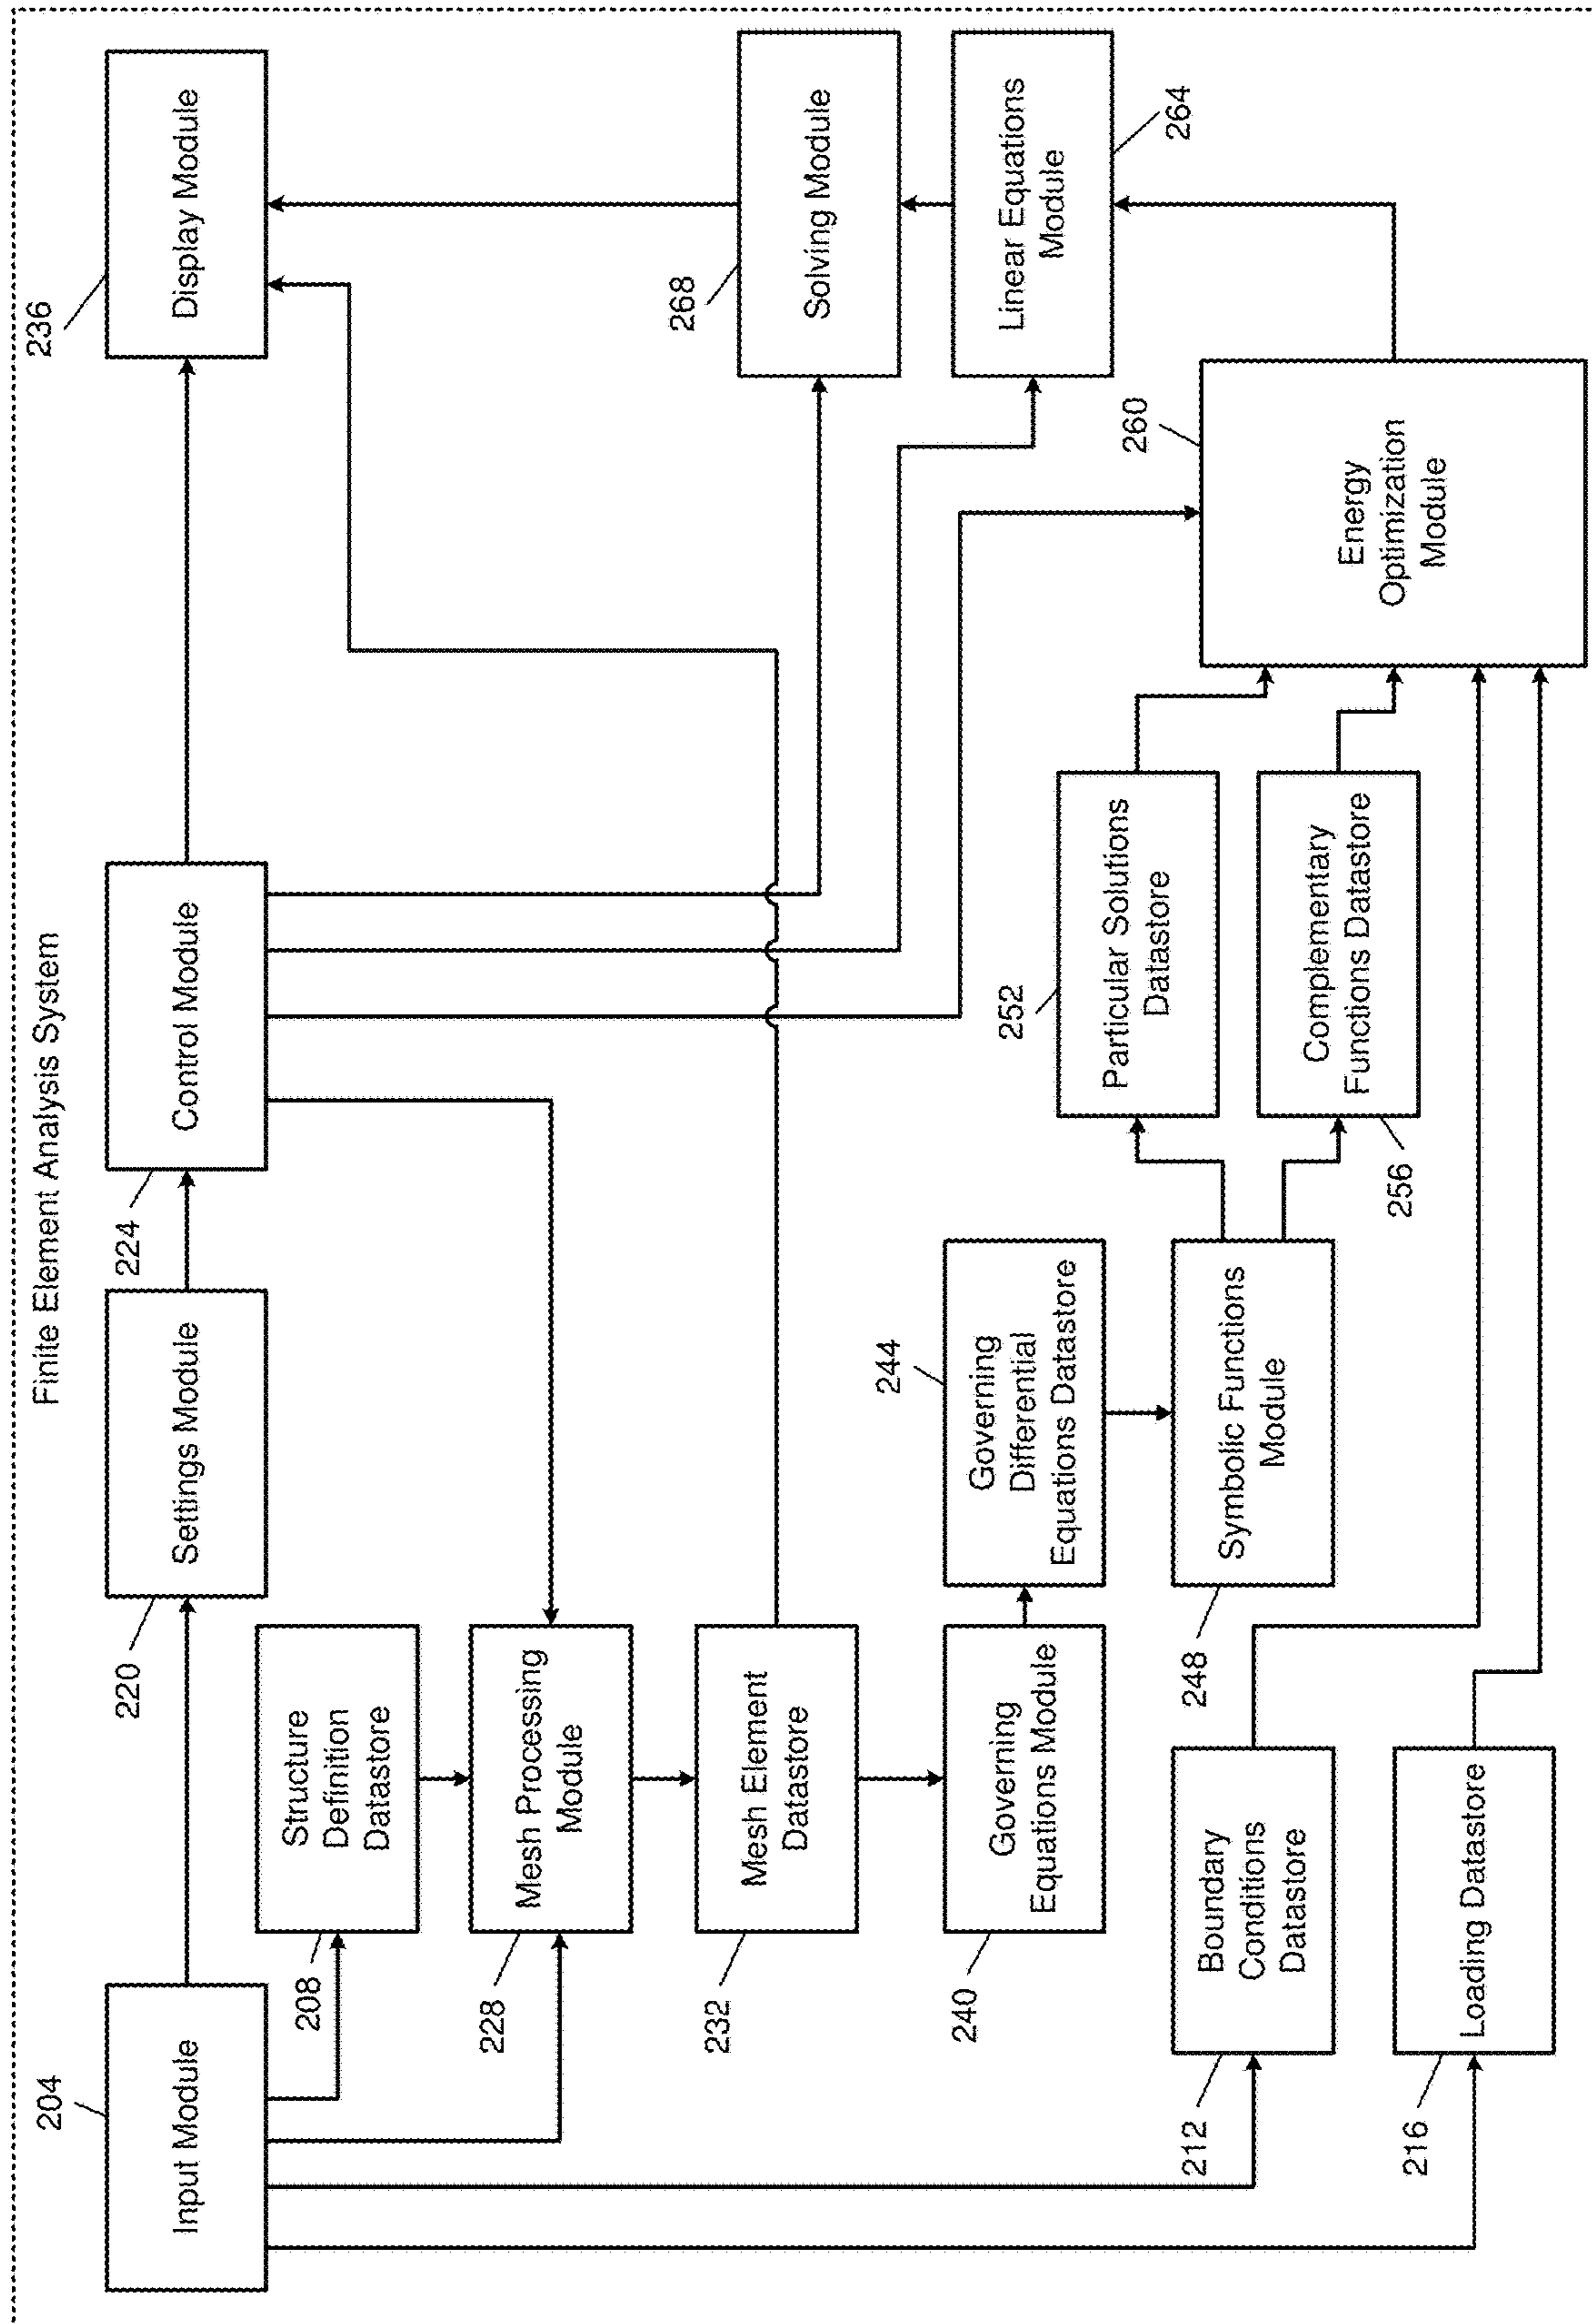 Finite Element Analysis System
204
Input Module
220
Settings Module
224
Control Module
236
Display Module
208
Structure
Definition
Datastore
228
Mesh Processing
Module
232
Mesh Element
Datastore
268
Solving Module
240
Governing
Equations Module
244
Governing
Differential
Equations Datastore
Linear Equations
Module
264
252
Particular Solutions
Datastore
212
Boundary
Conditions
Datastore
248
Symbolic Functions
Module
256
Complementary
Functions Datastore
260
Energy
Optimization
Module
216
Loading Datastore